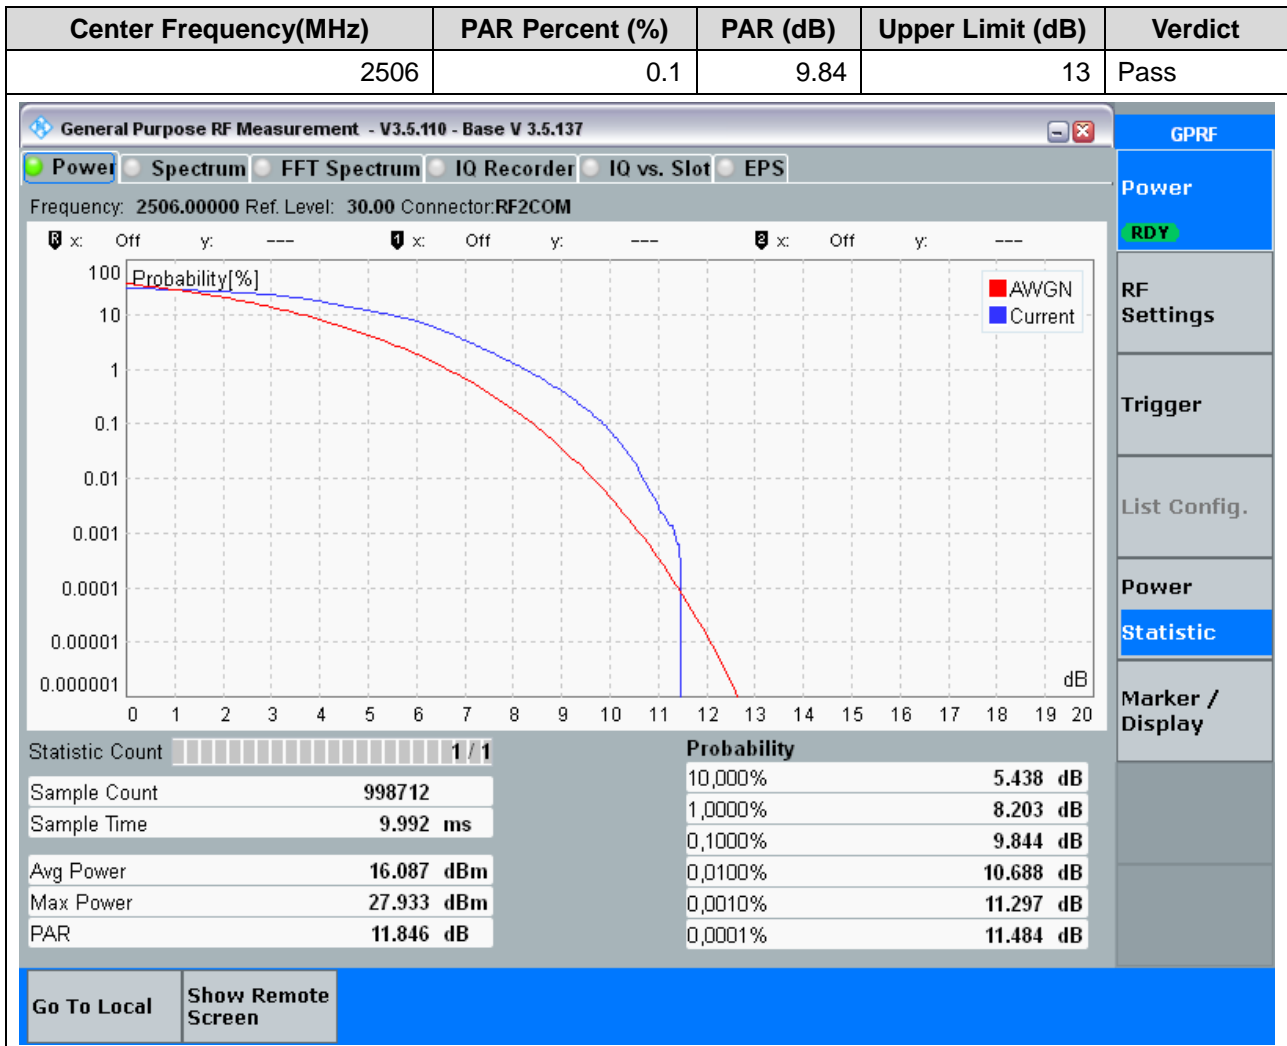 Center Frequency(MHz) PAR Percent (%) PAR (dB) Upper Limit (dB) Verdict
2506 0.1 9.84 13 Pass
General Purpose RF Measurement - V3.5.110 - Base V 3.5.137
GPRF
Power Spectrum FFT Spectrum IQ Recorder IQ vs. Slot EPS
Frequency: 2506.00000 Ref. Level: 30.00 Connector:RF2COM
R x: Off y: --- 1 x: Off y: --- 2 x: Off y: ---
Probability[%]
AWGN
Current
100
10
1
0.1
0.01
0.001
0.0001
0.00001
0.000001
dB
0 1 2 3 4 5 6 7 8 9 10 11 12 13 14 15 16 17 18 19 20
Statistic Count 1 / 1
Sample Count 998712
Sample Time 9.992 ms
Avg Power 16.087 dBm
Max Power 27.933 dBm
PAR 11.846 dB
Probability
10,000% 5.438 dB
1,0000% 8.203 dB
0,1000% 9.844 dB
0,0100% 10.688 dB
0,0010% 11.297 dB
0,0001% 11.484 dB
Power
RDY
RF
Settings
Trigger
List Config.
Power
Statistic
Marker /
Display
Go To Local
Show Remote
Screen